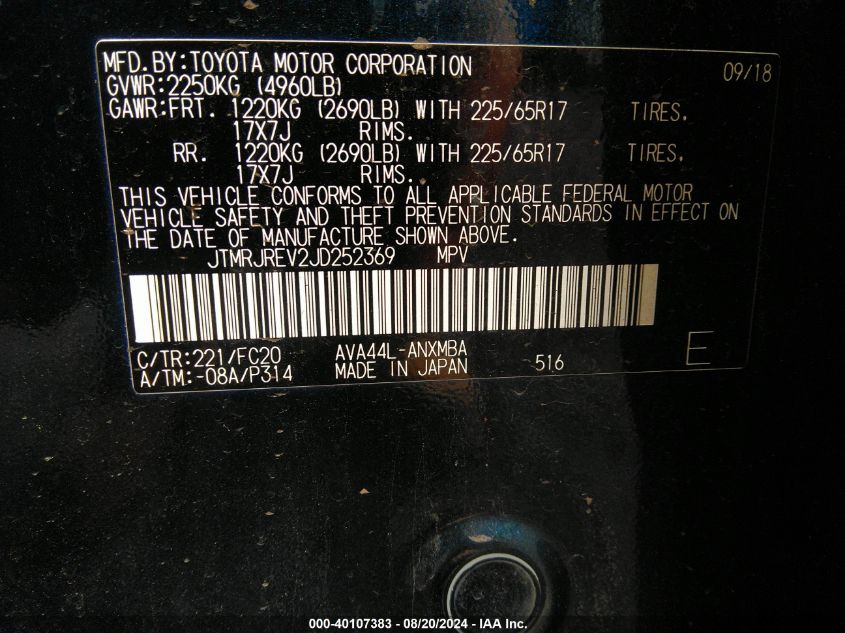 MFD.BY:TOYOTA MOTOR CORPORATION 09/18
GVWR:2250KG (4960LB)
GAWR:FRT. 1220KG (2690LB) WITH 225/65R17 TIRES.
17X7J RIMS.
RR. 1220KG (2690LB) WITH 225/65R17 TIRES.
17X7J RIMS.
THIS VEHICLE CONFORMS TO ALL APPLICABLE FEDERAL MOTOR
VEHICLE SAFETY AND THEFT PREVENTION STANDARDS IN EFFECT ON
THE DATE OF MANUFACTURE SHOWN ABOVE.
JTMRJREV2JD252369 MPV
C/TR:221/FC20 AVA44L-ANXMBA
A/TM:-08A/P314 MADE IN JAPAN 516 E
000-40107383 - 08/20/2024 - IAA Inc.